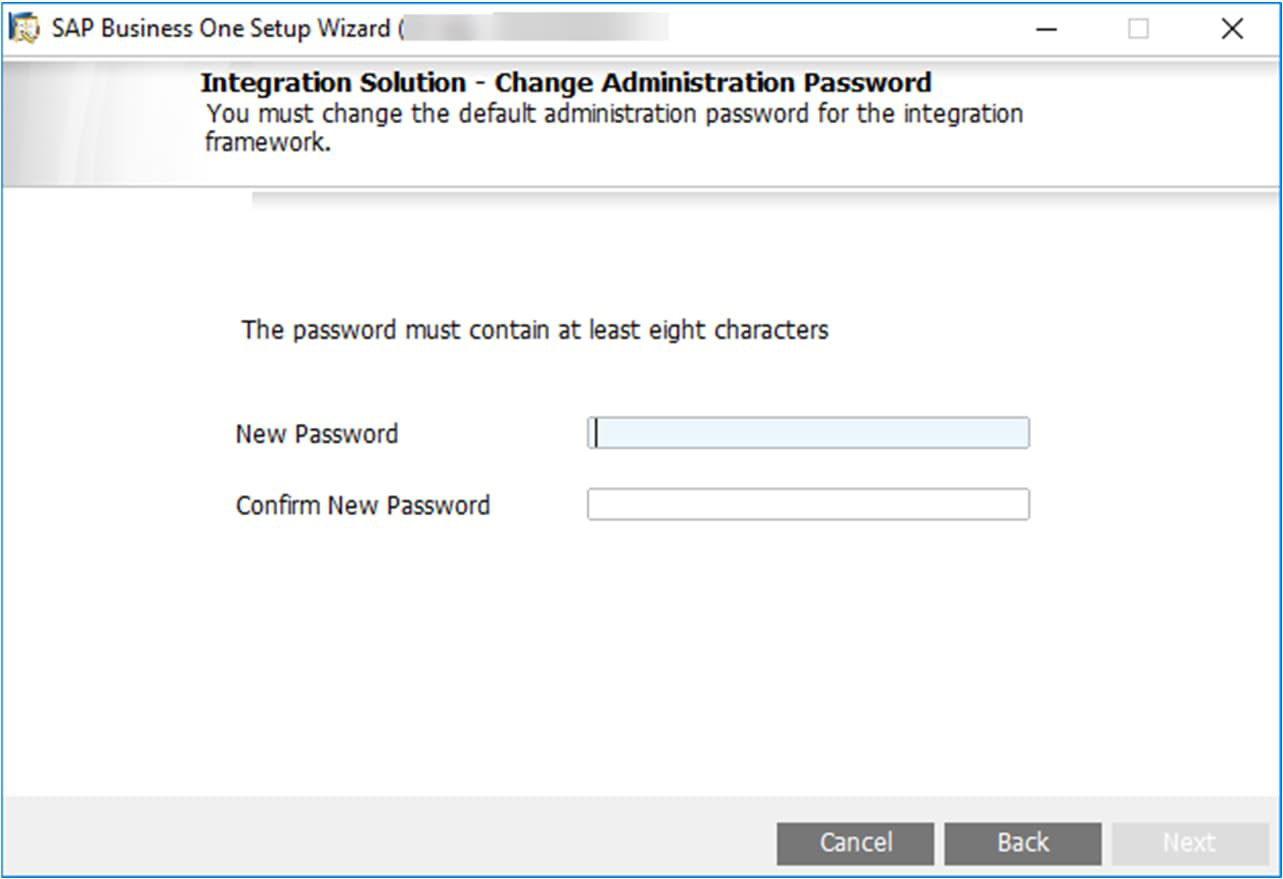 SAP Business One Setup Wizard (
Integration Solution - Change Administration Password
You must change the default administration password for the integration
framework.
The password must contain at least eight characters
New Password
Confirm New Password
Cancel
Back
Next